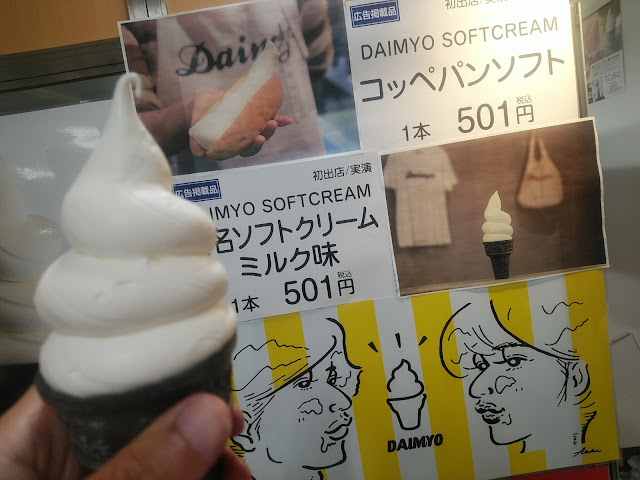 広告掲載品
初出店/実演
DAIMYO SOFTCREAM
コッペパンソフト
1本 501円
税込
広告掲載品
初出店/実演
IMYO SOFTCREAM
名ソフトクリーム
ミルク味
1本 501円
税込
DAIMYO